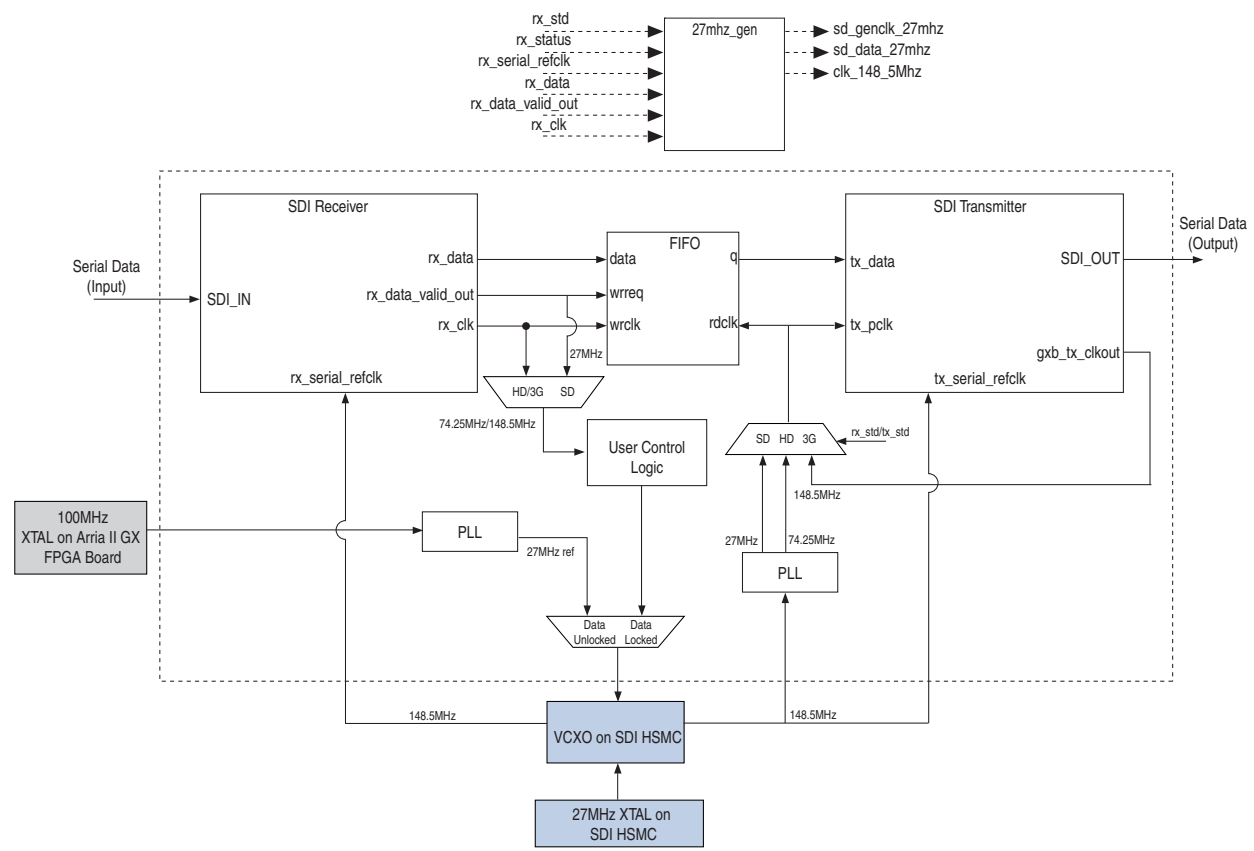 rx_std
rx_status
rx_serial_refclk
rx_data
rx_data_valid_out
rx_clk
27mhz_gen
sd_genclk_27mhz
sd_data_27mhz
clk_148_5Mhz
Serial Data
(Input)
SDI Receiver
SDI_IN
rx_data
rx_data_valid_out
rx_clk
rx_serial_refclk
FIFO
data
wrreq
wrclk
q
rdclk
SDI Transmitter
tx_data
tx_pclk
SDI_OUT
gxb_tx_clkout
tx_serial_refclk
Serial Data
(Output)
27MHz
HD/3G SD
74.25MHz/148.5MHz
User Control
Logic
SD HD 3G
rx_std/tx_std
148.5MHz
100MHz
XTAL on Arria II GX
FPGA Board
PLL
27MHz ref
27MHz
74.25MHz
PLL
Data
Unlocked
Data
Locked
148.5MHz
VCXO on SDI HSMC
148.5MHz
27MHz XTAL on
SDI HSMC